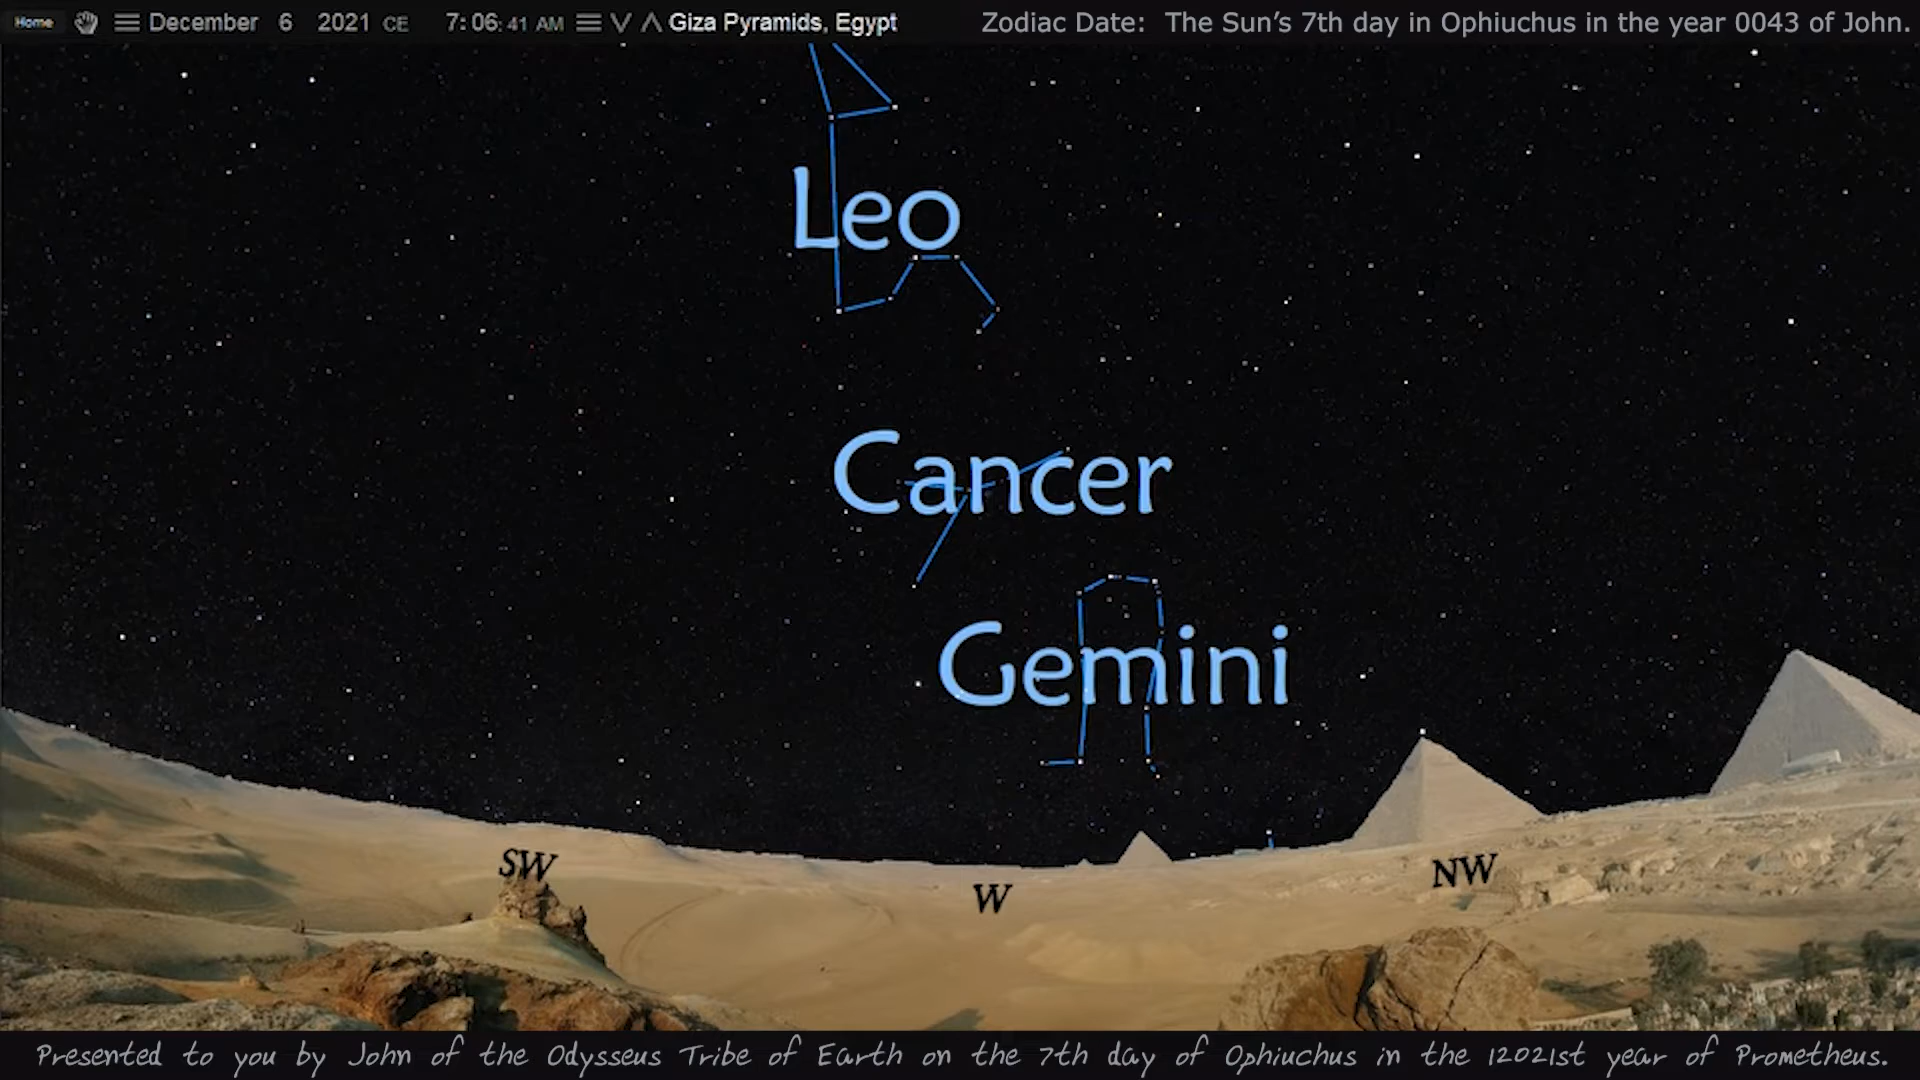 Home December 6 2021 CE 7:06:41 AM Giza Pyramids, Egypt Zodiac Date: The Sun's 7th day in Ophiuchus in the year 0043 of John.
Leo
Cancer
Gemini
SW
W
NW
Presented to you by John of the Odysseus Tribe of Earth on the 7th day of Ophiuchus in the 12021st year of Prometheus.